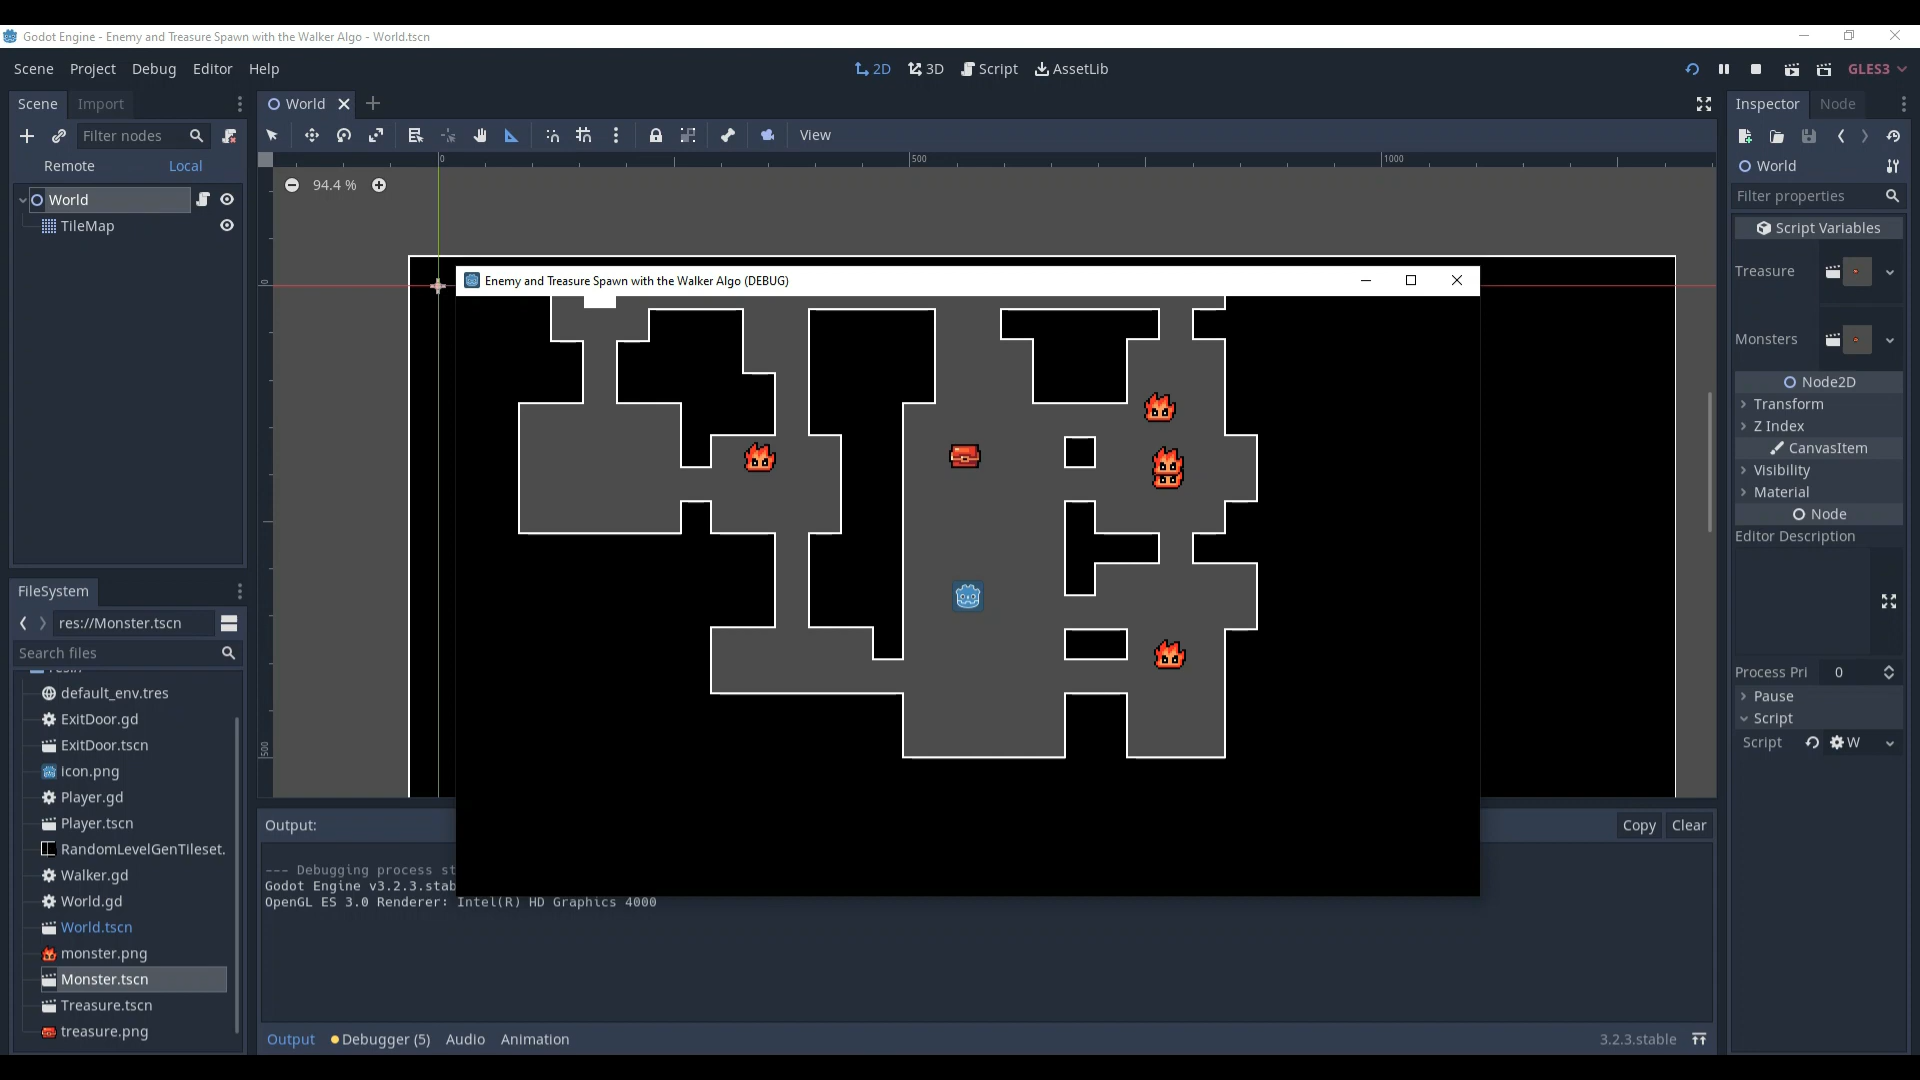 Godot Engine - Enemy and Treasure Spawn with the Walker Algo - World.tscn
Scene Project Debug Editor Help
2D 3D Script AssetLib
GLES3
Scene Import
World
Inspector Node
Filter nodes
View
Remote Local
World
TileMap
0 500 1000
94.4 %
0
500
World
Filter properties
Script Variables
Treasure
Monsters
Node2D
Transform
Z Index
CanvasItem
Visibility
Material
Node
Editor Description
Process Pri 0
Pause
Script
Script W
Enemy and Treasure Spawn with the Walker Algo (DEBUG)
FileSystem
res://Monster.tscn
Search files
default_env.tres
ExitDoor.gd
ExitDoor.tscn
icon.png
Player.gd
Player.tscn
RandomLevelGenTileset.
Walker.gd
World.gd
World.tscn
monster.png
Monster.tscn
Treasure.tscn
treasure.png
Output:
Copy Clear
--- Debugging process st
Godot Engine v3.2.3.stab
OpenGL ES 3.0 Renderer: Intel(R) HD Graphics 4000
Output Debugger (5) Audio Animation
3.2.3.stable